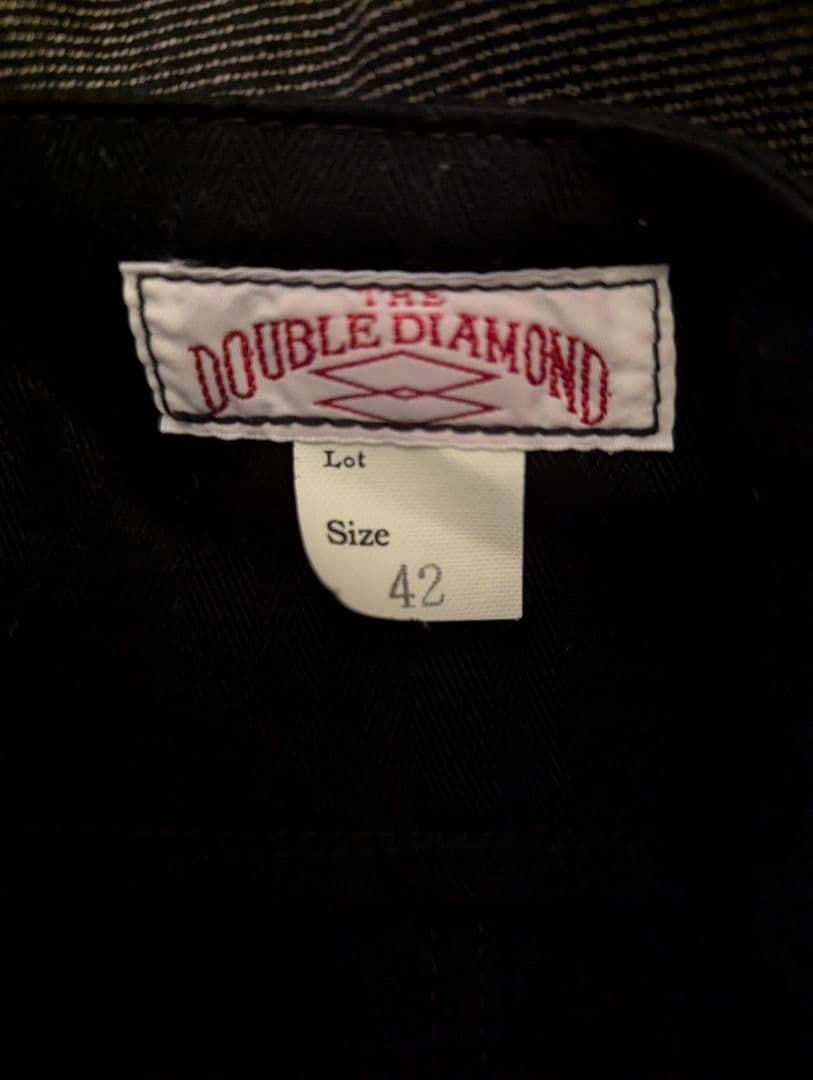 THE
DOUBLE DIAMOND
Lot
Size
42